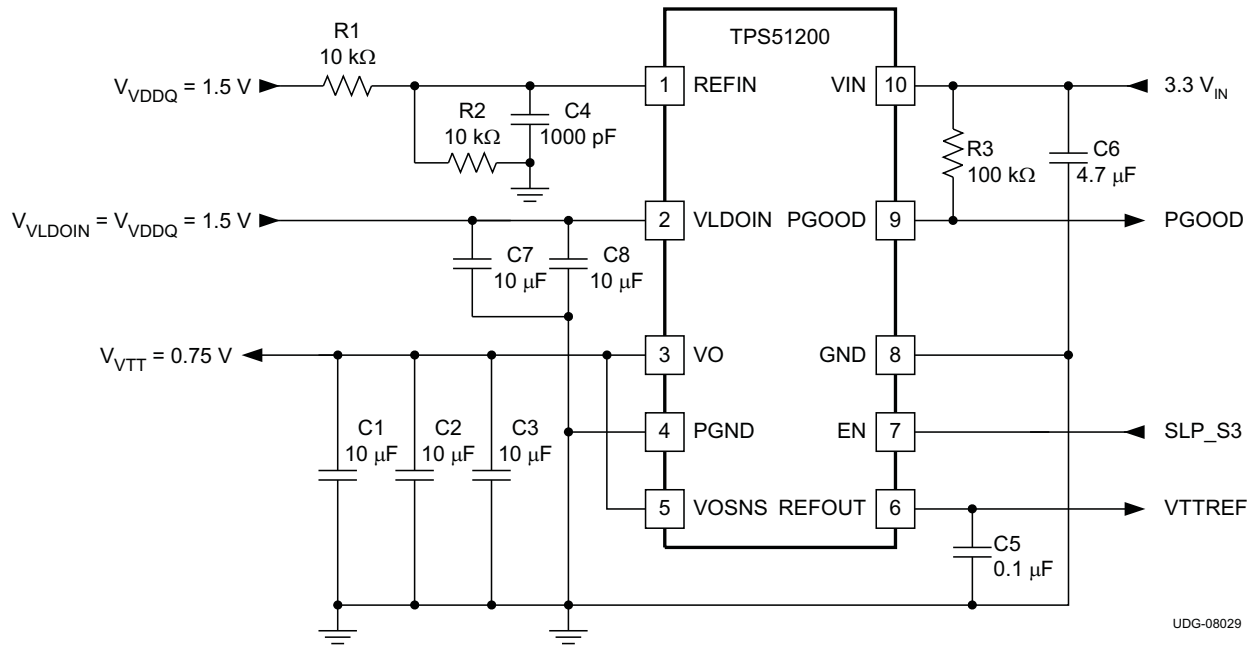 TPS51200
R1
10 kΩ
V_VDDQ = 1.5 V
1 REFIN
VIN 10
3.3 V_IN
R2
10 kΩ
C4
1000 pF
R3
100 kΩ
C6
4.7 μF
V_VLDOIN = V_VDDQ = 1.5 V
2 VLDOIN
PGOOD 9
PGOOD
C7
10 μF
C8
10 μF
V_VTT = 0.75 V
3 VO
GND 8
C1
10 μF
C2
10 μF
C3
10 μF
4 PGND
EN 7
SLP_S3
5 VOSNS
REFOUT 6
VTTREF
C5
0.1 μF
UDG-08029